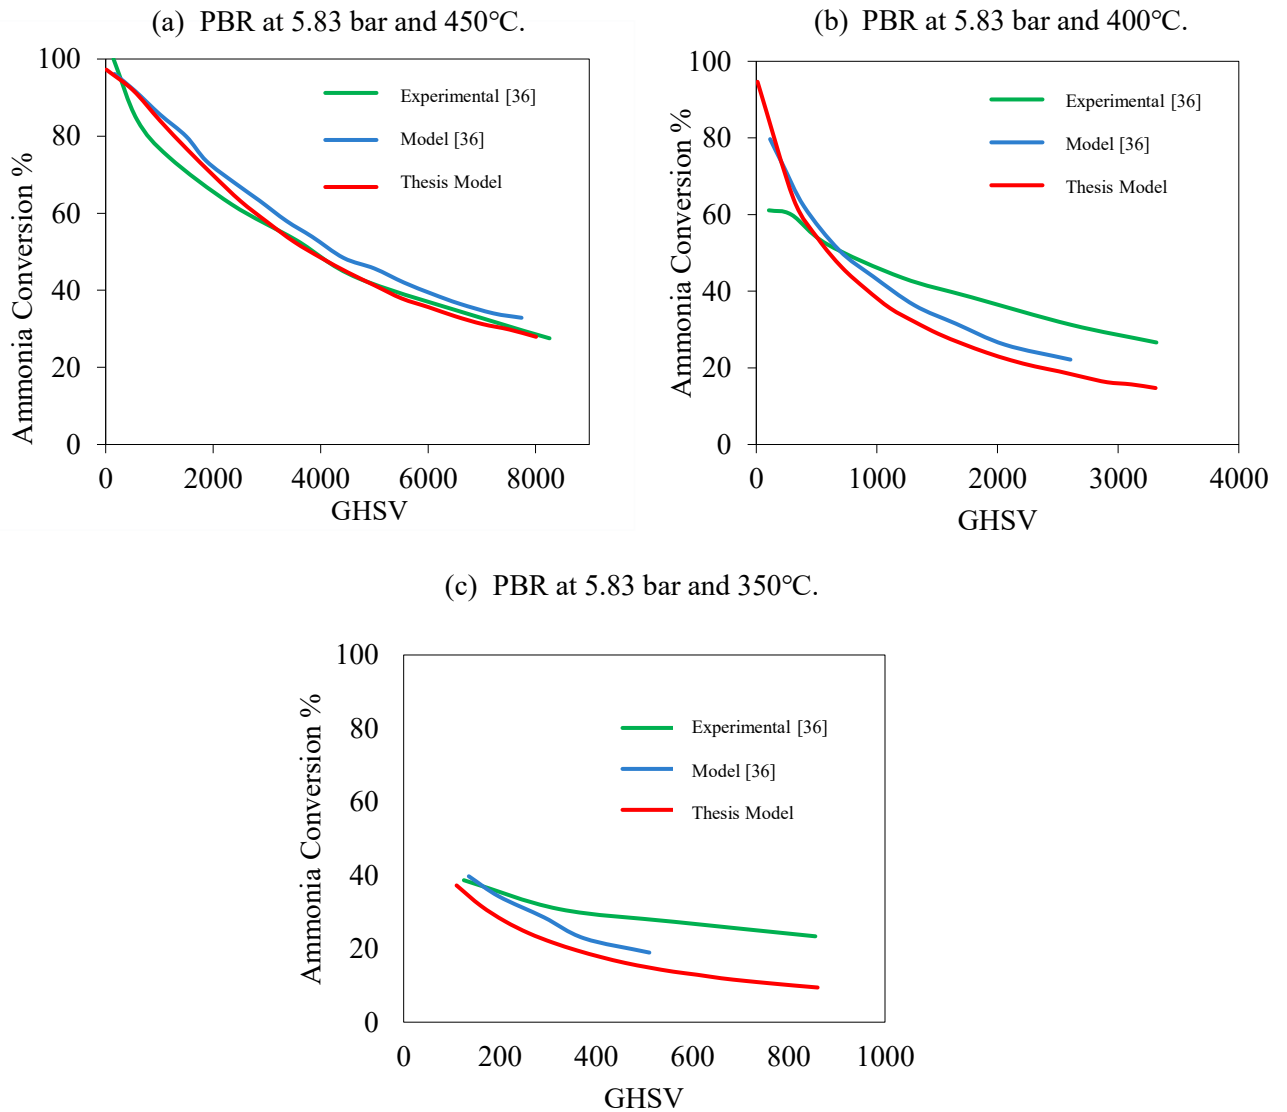 (a) PBR at 5.83 bar and 450°C.
Ammonia Conversion %
100
80
60
40
20
0
0 2000 4000 6000 8000
GHSV
Experimental [36]
Model [36]
Thesis Model
(b) PBR at 5.83 bar and 400°C.
Ammonia Conversion %
100
80
60
40
20
0
0 1000 2000 3000 4000
GHSV
Experimental [36]
Model [36]
Thesis Model
(c) PBR at 5.83 bar and 350°C.
Ammonia Conversion %
100
80
60
40
20
0
0 200 400 600 800 1000
GHSV
Experimental [36]
Model [36]
Thesis Model